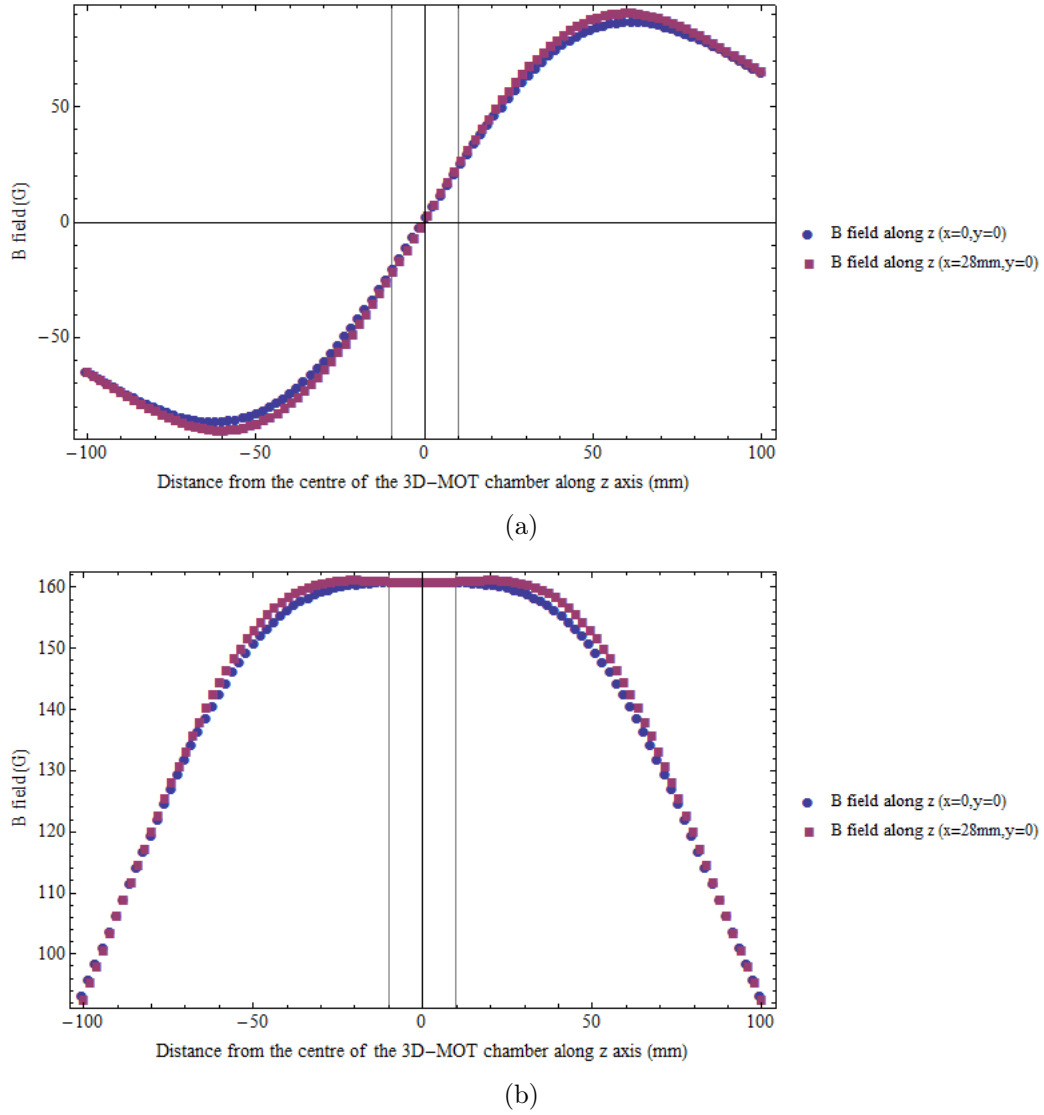 50
0
−50
B field (G)
−100
−50
0
50
100
Distance from the centre of the 3D−MOT chamber along z axis (mm)
B field along z (x=0,y=0)
B field along z (x=28mm,y=0)
(a)
160
150
140
130
120
110
100
B field (G)
−100
−50
0
50
100
Distance from the centre of the 3D−MOT chamber along z axis (mm)
B field along z (x=0,y=0)
B field along z (x=28mm,y=0)
(b)